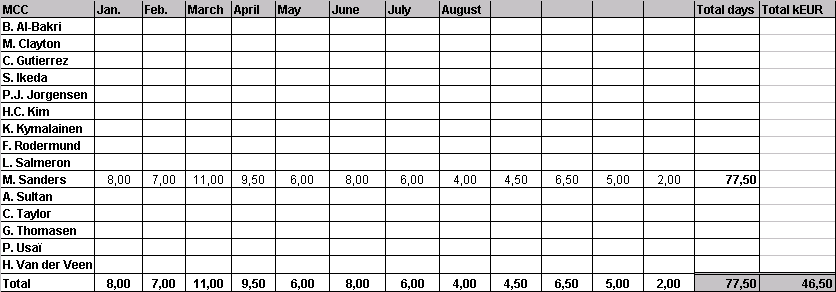 MCC Jan. Feb. March April May June July August Total days Total kEUR
B. Al-Bakri
M. Clayton
C. Gutierrez
S. Ikeda
P.J. Jorgensen
H.C. Kim
K. Kymalainen
F. Rodermund
L. Salmeron
M. Sanders 8,00 7,00 11,00 9,50 6,00 8,00 6,00 4,00 4,50 6,50 5,00 2,00 77,50
A. Sultan
C. Taylor
G. Thomasen
P. Usaï
H. Van der Veen
Total 8,00 7,00 11,00 9,50 6,00 8,00 6,00 4,00 4,50 6,50 5,00 2,00 77,50 46,50